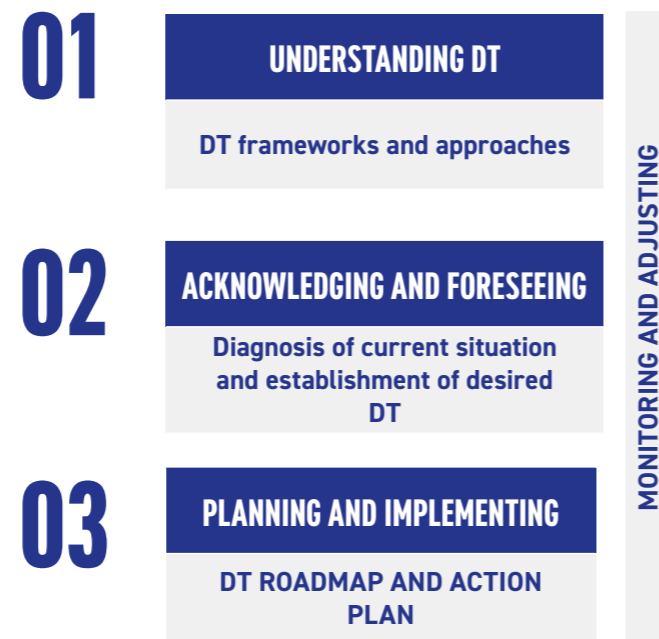 01
UNDERSTANDING DT
DT frameworks and approaches
02
ACKNOWLEDGING AND FORESEEING
Diagnosis of current situation
and establishment of desired
DT
03
PLANNING AND IMPLEMENTING
DT ROADMAP AND ACTION
PLAN
MONITORING AND ADJUSTING